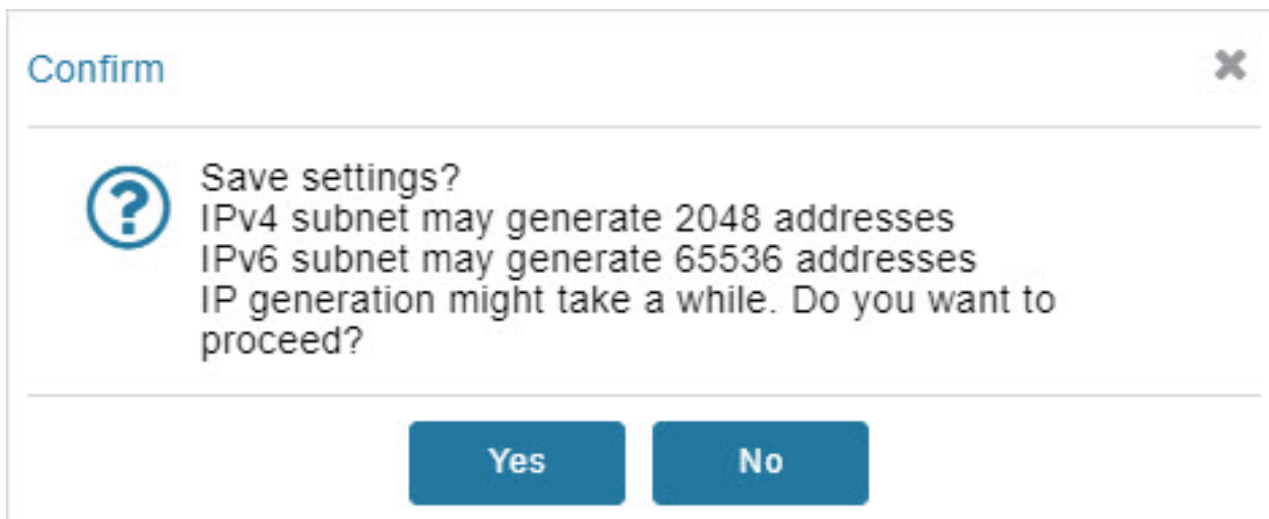 Confirm
Save settings?
IPv4 subnet may generate 2048 addresses
IPv6 subnet may generate 65536 addresses
IP generation might take a while. Do you want to
proceed?
Yes No